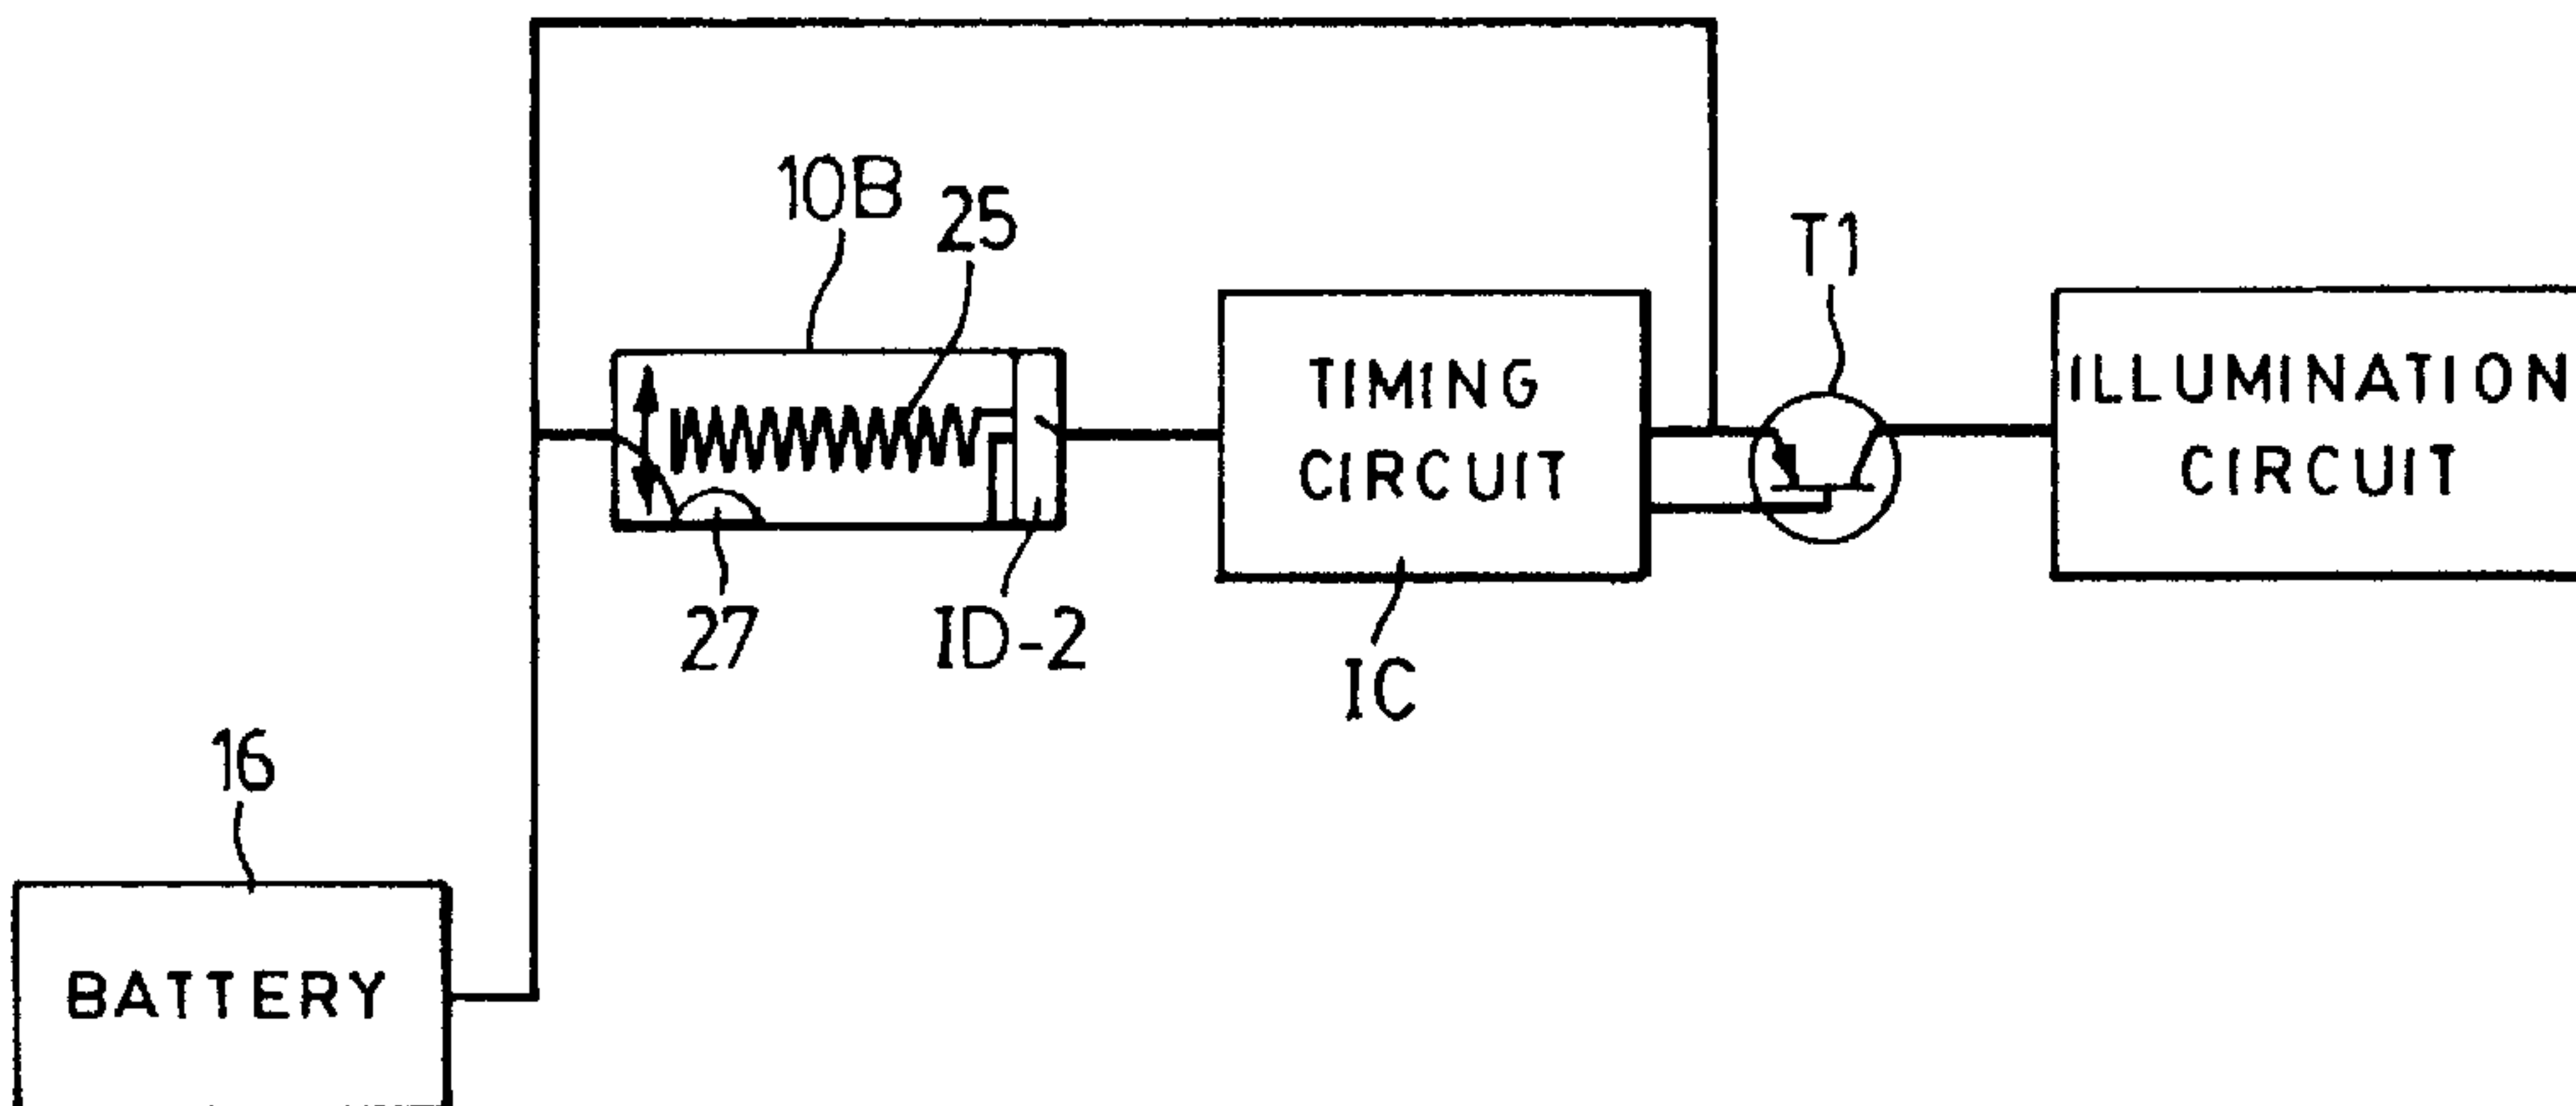 10B
25
T1
TIMING
CIRCUIT
ILLUMINATION
CIRCUIT
27
ID-2
IC
16
BATTERY